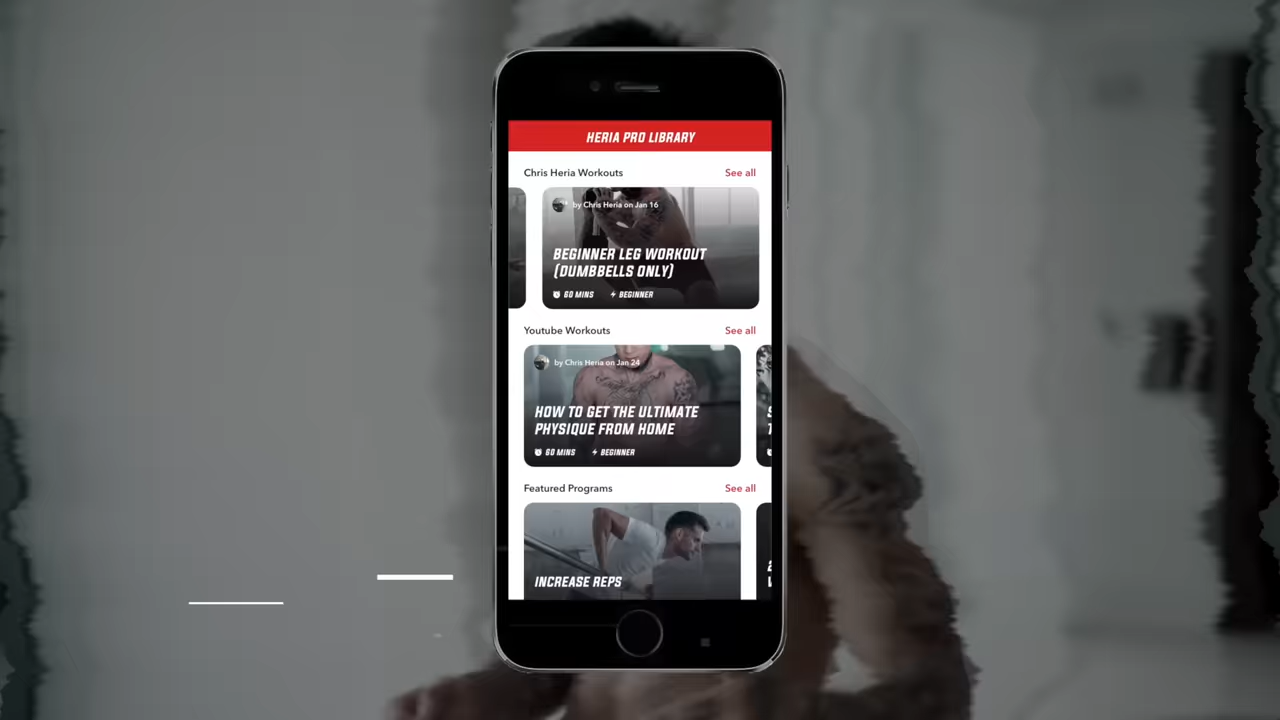 HERIA PRO LIBRARY
Chris Heria Workouts
See all
by Chris Heria on Jan 16
BEGINNER LEG WORKOUT
(DUMBBELLS ONLY)
60 MINS
BEGINNER
Youtube Workouts
See all
by Chris Heria on Jan 24
HOW TO GET THE ULTIMATE
PHYSIQUE FROM HOME
60 MINS
BEGINNER
Featured Programs
See all
INCREASE REPS